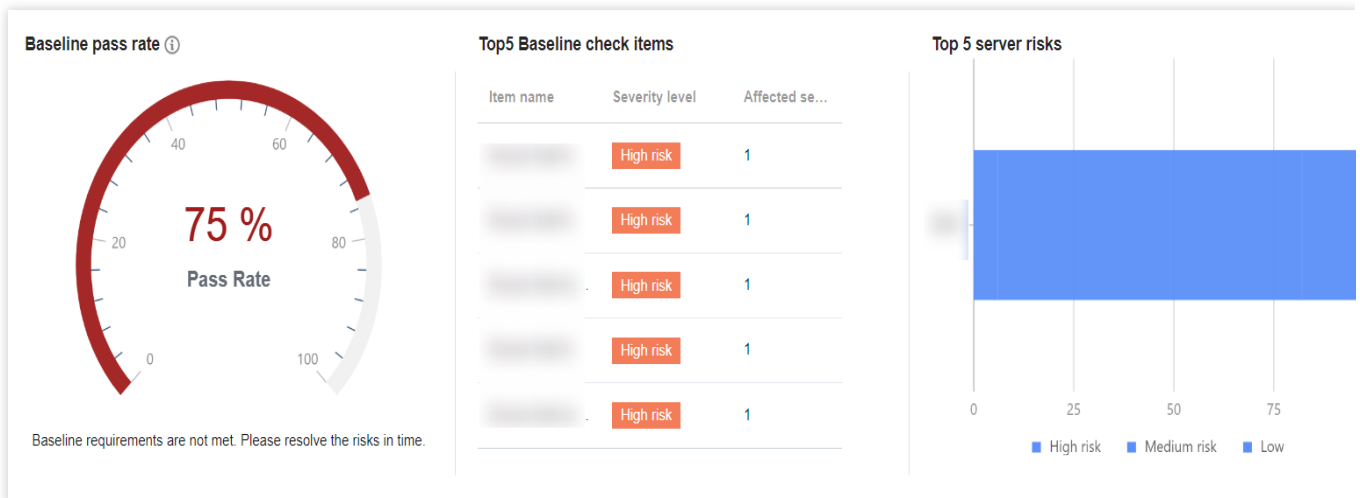 Baseline pass rate
40
60
20
80
75 %
Pass Rate
0
100
Baseline requirements are not met. Please resolve the risks in time.
Top5 Baseline check items
Item name Severity level Affected se...
High risk 1
High risk 1
High risk 1
High risk 1
High risk 1
Top 5 server risks
0 25 50 75
High risk Medium risk Low